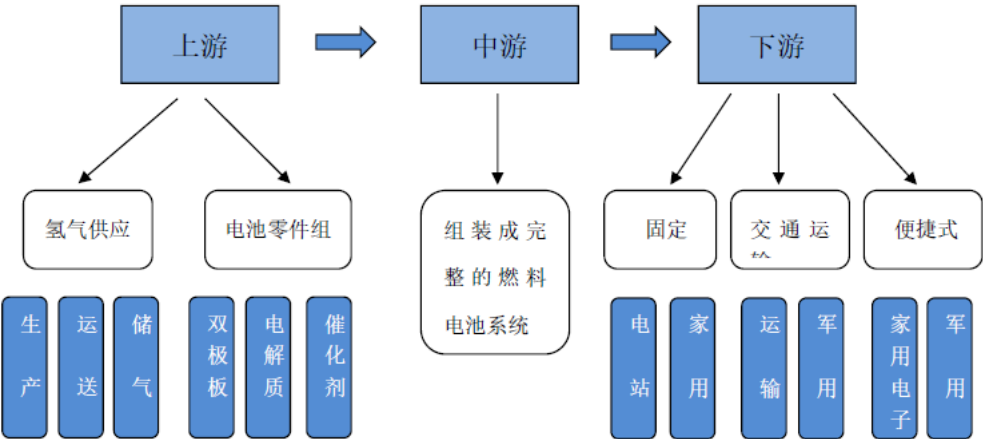 上游
中游
下游
氢气供应
电池零件组
组装成完
整的燃料
电池系统
固定
交通运
便捷式
生产
运送
储气
双极板
电解质
催化剂
电站
家用
运输
军用
家用电子
军用